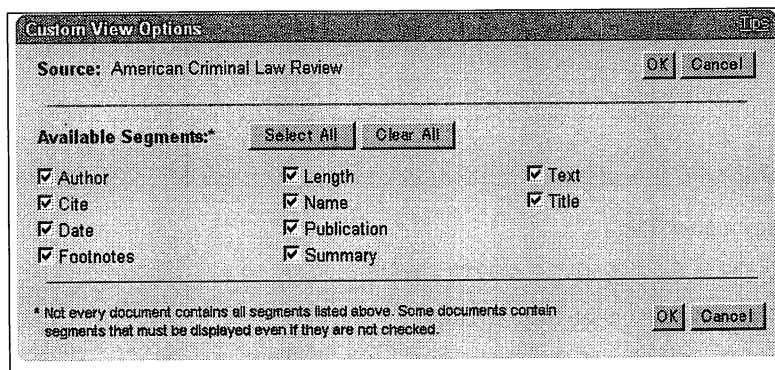 Custom View Options Tips
Source: American Criminal Law Review OK Cancel
Available Segments:* Select All Clear All
Author Length Text
Cite Name Title
Date Publication
Footnotes Summary
* Not every document contains all segments listed above. Some documents contain
segments that must be displayed even if they are not checked. OK Cancel